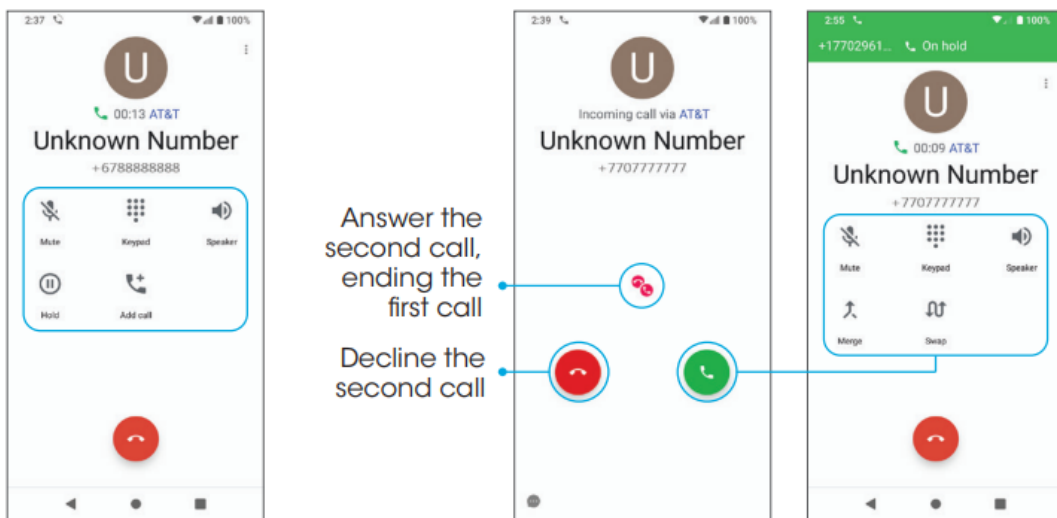 2:37 100%
U
00:13 AT&T
Unknown Number
+6788888888
Mute Keypad Speaker
Hold Add call
Answer the
second call,
ending the
first call
Decline the
second call
2:39 100%
U
Incoming call via AT&T
Unknown Number
+7707777777
2:55 100%
+17702961... On hold
U
00:09 AT&T
Unknown Number
+7707777777
Mute Keypad Speaker
Merge Swap